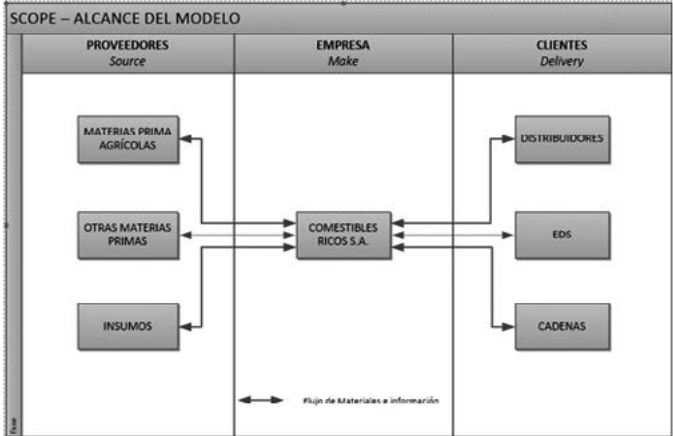 SCOPE – ALCANCE DEL MODELO
PROVEEDORES
Source
EMPRESA
Make
CLIENTES
Delivery
MATERIAS PRIMA
AGRÍCOLAS
DISTRIBUIDORES
OTRAS MATERIAS
PRIMAS
COMESTIBLES
RICOS S.A.
EDS
INSUMOS
CADENAS
Flujo de Materiales e información
Fase